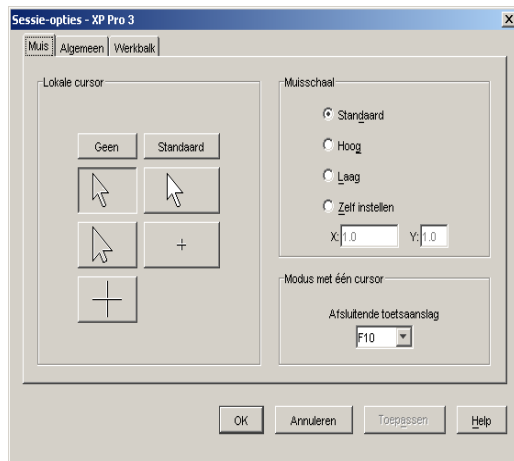 Sessie-opties - XP Pro 3
Muis Algemeen Werkbalk
Lokale cursor
Geen Standaard
Muisschaal
Standaard
Hoog
Laag
Zelf instellen
X: 1.0 Y: 1.0
Modus met één cursor
Afsluitende toetsaanslag
F10
OK Annuleren Toepassen Help